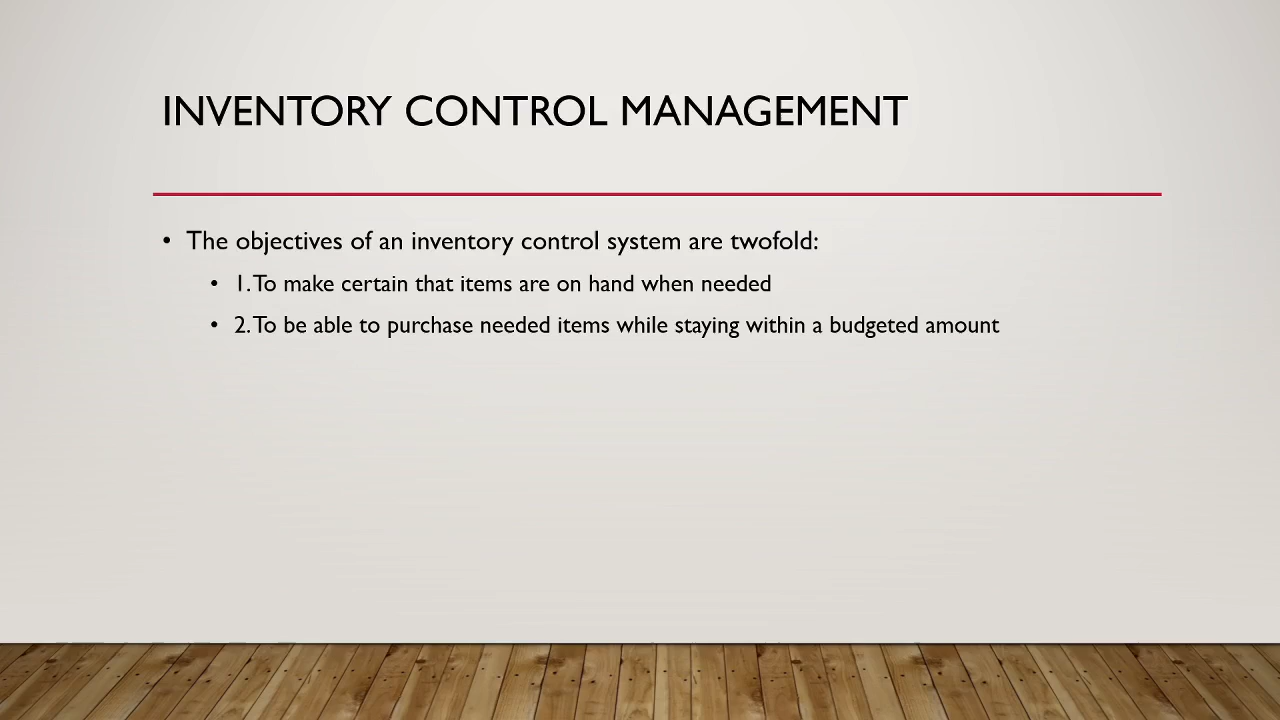 INVENTORY CONTROL MANAGEMENT
• The objectives of an inventory control system are twofold:
• 1. To make certain that items are on hand when needed
• 2. To be able to purchase needed items while staying within a budgeted amount